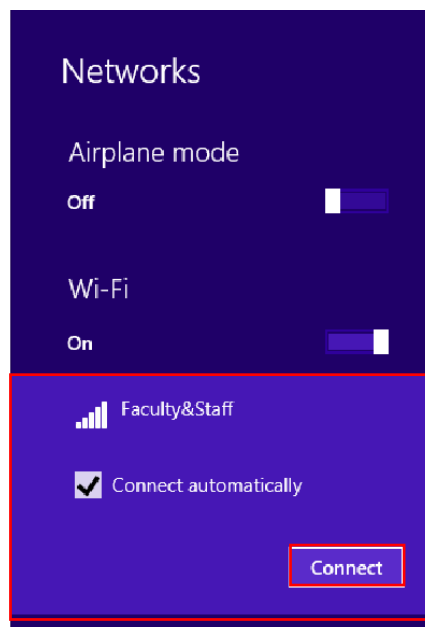 Networks
Airplane mode
Off
Wi-Fi
On
Faculty&Staff
Connect automatically
Connect